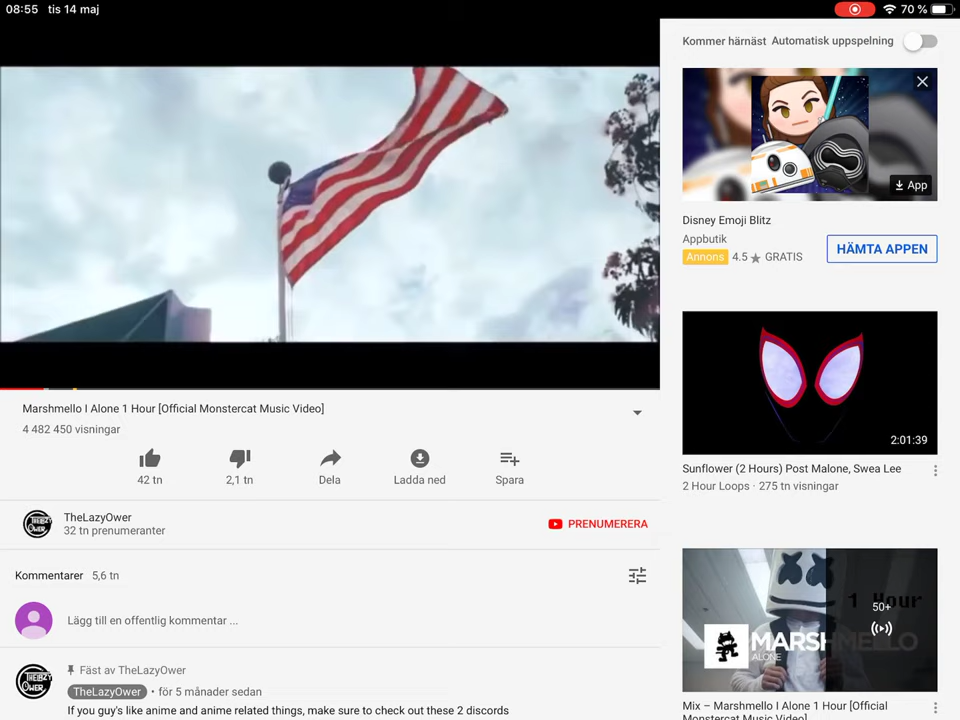 08:55 tis 14 maj
70 %
Kommer härnäst Automatisk uppspelning
App
Disney Emoji Blitz
Appbutik
Annons 4.5 ★ GRATIS
HÄMTA APPEN
Marshmello I Alone 1 Hour [Official Monstercat Music Video]
4 482 450 visningar
42 tn
2,1 tn
Dela
Ladda ned
Spara
2:01:39
Sunflower (2 Hours) Post Malone, Swea Lee
2 Hour Loops · 275 tn visningar
THELAZY OWER
TheLazyOwer
32 tn prenumeranter
PRENUMERERA
Kommentarer 5,6 tn
Lägg till en offentlig kommentar ...
1 Hour
50+
MARSHMELLO
ALONE
Mix – Marshmello I Alone 1 Hour [Official
Monstercat Music Video]
THELAZY OWER
Fäst av TheLazyOwer
TheLazyOwer • för 5 månader sedan
If you guy's like anime and anime related things, make sure to check out these 2 discords